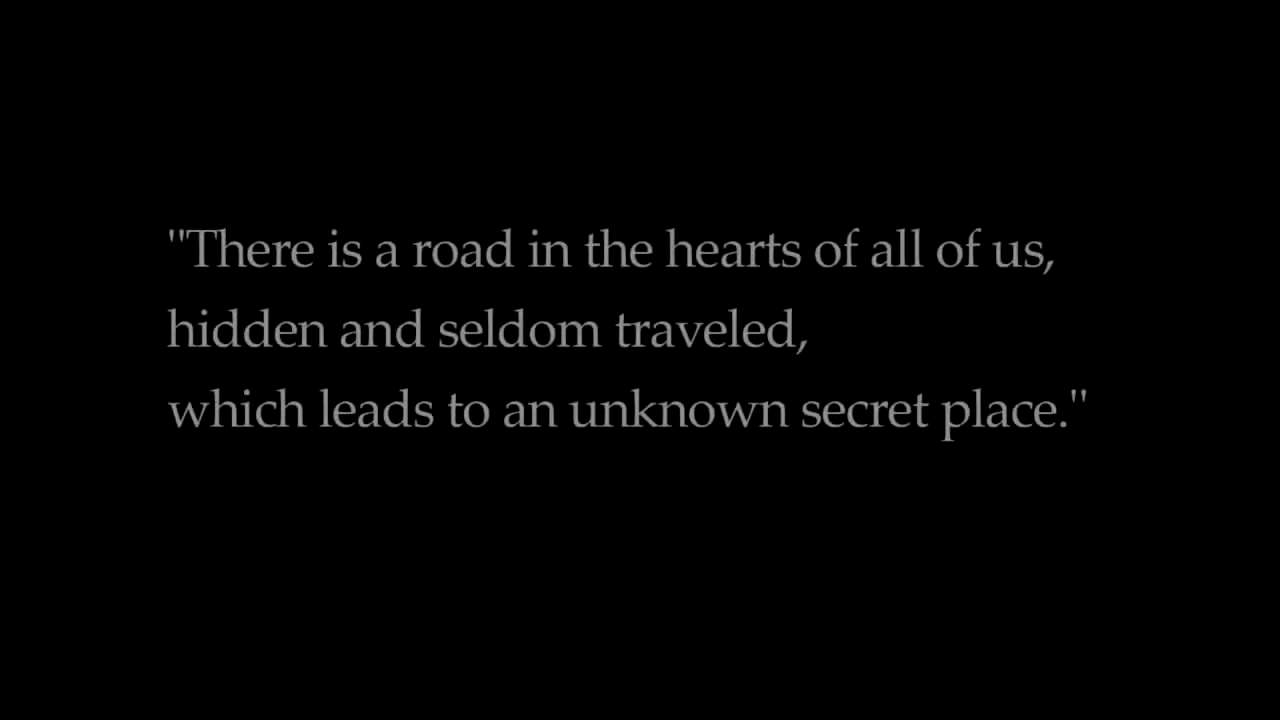 "There is a road in the hearts of all of us,
hidden and seldom traveled,
which leads to an unknown secret place."